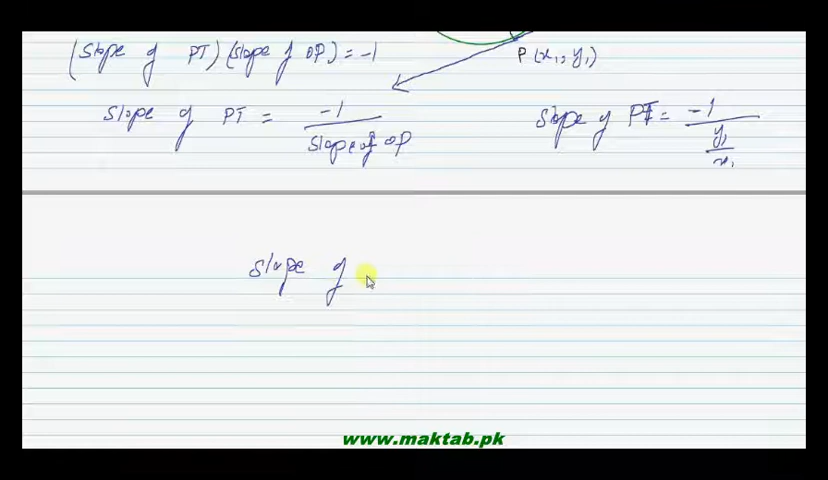 (Slope of PT)(slope of OP) = -1
P(x₁, y₁)
Slope of PT = -1 / Slope of OP
Slope of PT = -1 / y₁/x₁
Slope of
www.maktab.pk